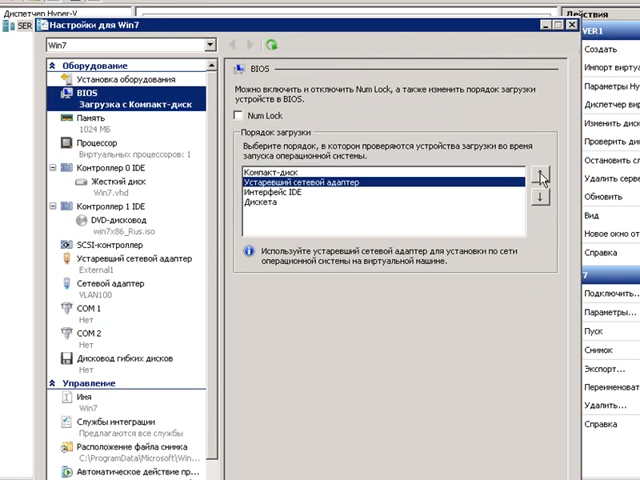 Диспетчер Hyper-V
Действия
SER
Настройки для Win7
VER1
Win7
Создать
Импорт вирту
Параметры Hy
Диспетчер вир
Изменить диск
Проверить ди
Остановить сл
Удалить серве
Обновить
Вид
Новое окно от
Справка
7
Подключить...
Параметры...
Пуск
Снимок
Экспорт...
Переименоват
Удалить...
Справка
Оборудование
Установка оборудования
BIOS
Загрузка с Компакт-диск
Память
1024 МБ
Процессор
Виртуальных процессоров: 1
Контроллер 0 IDE
Жесткий диск
Win7.vhd
Контроллер 1 IDE
DVD-дисковод
win7x86_Rus.iso
SCSI-контроллер
Устаревший сетевой адаптер
External1
Сетевой адаптер
VLAN100
COM 1
Нет
COM 2
Нет
Дисковод гибких дисков
Нет
Управление
Имя
Win7
Службы интеграции
Предлагаются все службы
Расположение файла снимка
C:\ProgramData\Microsoft\Win...
Автоматическое действие пр...
BIOS
Можно включить и отключить Num Lock, а также изменить порядок загрузки
устройств в BIOS.
Num Lock
Порядок загрузки
Выберите порядок, в котором проверяются устройства загрузки во время
запуска операционной системы.
Компакт-диск
Устаревший сетевой адаптер
Интерфейс IDE
Дискета
Используйте устаревший сетевой адаптер для установки по сети
операционной системы на виртуальной машине.